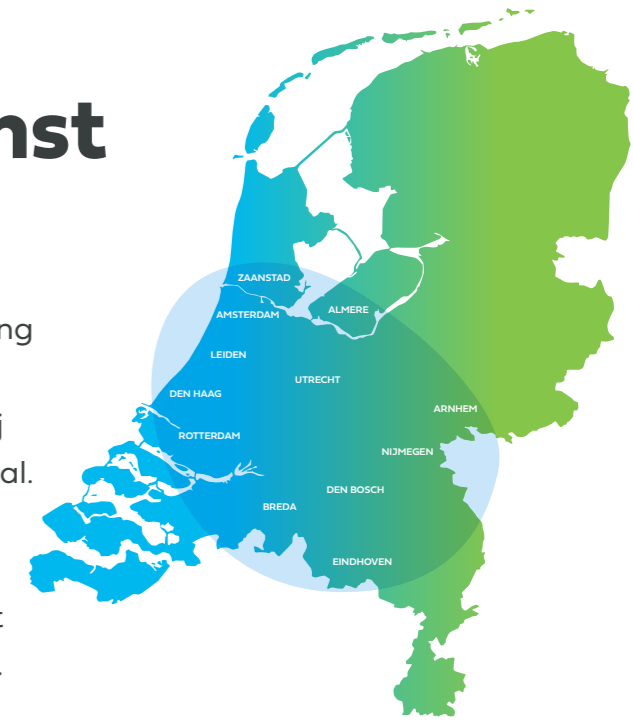 nst
ng
j
al.
t
.
ZAANSTAD
AMSTERDAM
ALMERE
LEIDEN
UTRECHT
DEN HAAG
ARNHEM
ROTTERDAM
NIJMEGEN
DEN BOSCH
BREDA
EINDHOVEN